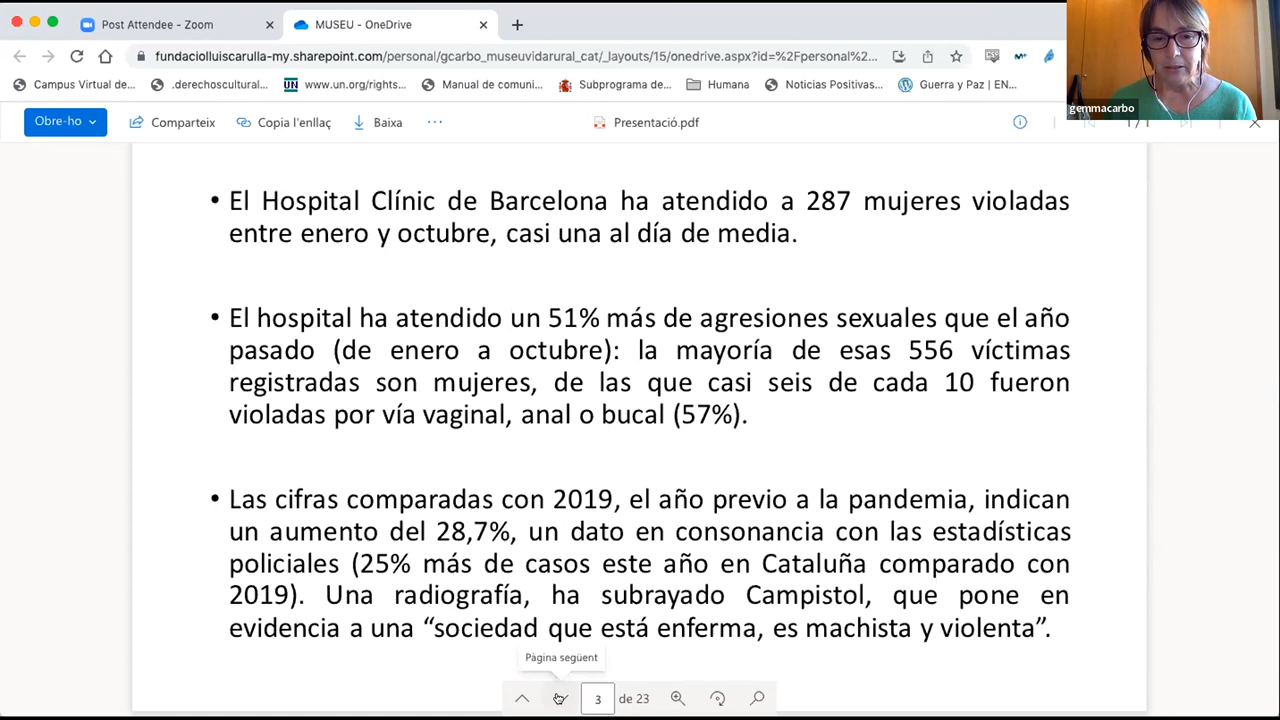 Post Attendee - Zoom
MUSEU - OneDrive
fundaciolluiscarulla-my.sharepoint.com/personal/gcarbo_museuvidarural_cat/_layouts/15/onedrive.aspx?id=%2Fpersonal%2...
Campus Virtual de... .derechoscultural... UN www.un.org/rights... Manual de comuni... Subprograma de... Humana Noticias Positivas... Guerra y Paz | EN...
gemmacarbo
Obre-ho Comparteix Copia l'enllaç Baixa ... Presentació.pdf
• El Hospital Clínic de Barcelona ha atendido a 287 mujeres violadas
entre enero y octubre, casi una al día de media.
• El hospital ha atendido un 51% más de agresiones sexuales que el año
pasado (de enero a octubre): la mayoría de esas 556 víctimas
registradas son mujeres, de las que casi seis de cada 10 fueron
violadas por vía vaginal, anal o bucal (57%).
• Las cifras comparadas con 2019, el año previo a la pandemia, indican
un aumento del 28,7%, un dato en consonancia con las estadísticas
policiales (25% más de casos este año en Cataluña comparado con
2019). Una radiografía, ha subrayado Campistol, que pone en
evidencia a una “sociedad que está enferma, es machista y violenta”.
Pàgina següent
3 de 23